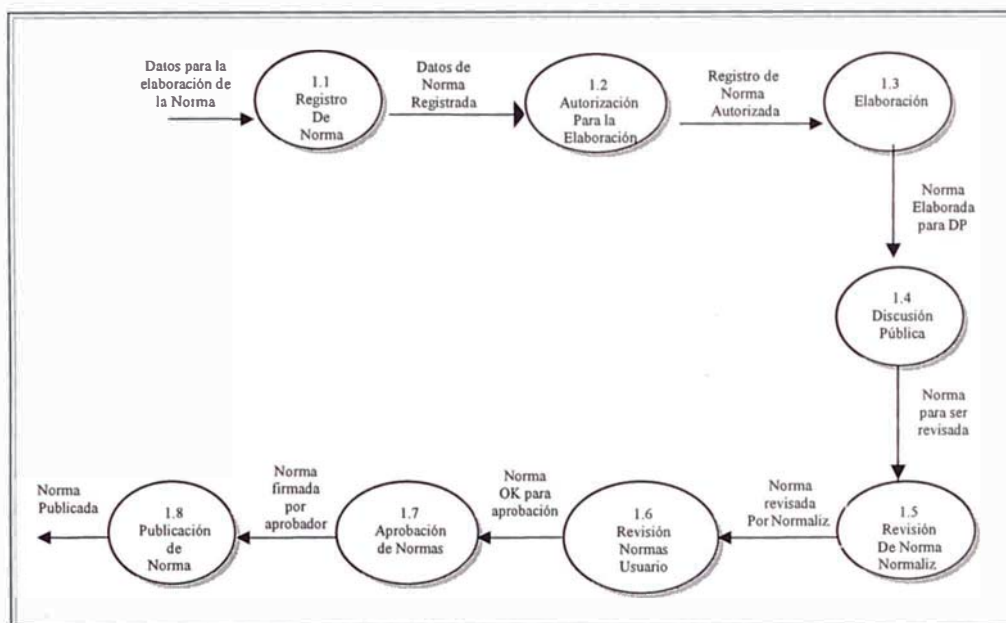 Datos para la
elaboración de
la Norma
1.1
Registro
De
Norma
Datos de
Norma
Registrada
1.2
Autorización
Para la
Elaboración
Registro de
Norma
Autorizada
1.3
Elaboración
Norma
Elaborada
para DP
1.4
Discusión
Pública
Norma
para ser
revisada
1.5
Revisión
De Norma
Normaliz
Norma
revisada
Por Normaliz
1.6
Revisión
Normas
Usuario
Norma
OK para
aprobación
1.7
Aprobación
de Normas
Norma
firmada
por
aprobador
1.8
Publicación
de
Norma
Norma
Publicada